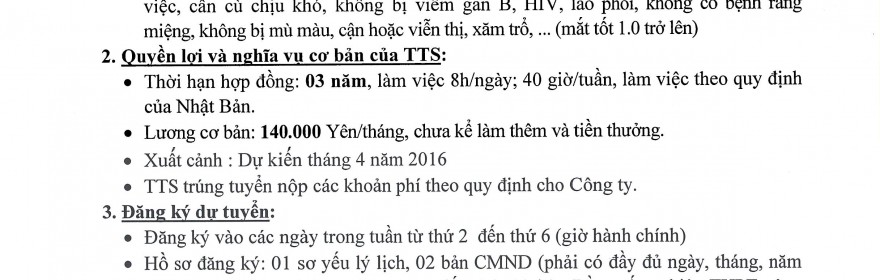 việc, cần cù chịu khó, không bị viêm gan B, HIV, lao phổi, không có bệnh răng
miệng, không bị mù màu, cận hoặc viễn thị, xăm trổ, ... (mắt tốt 1.0 trở lên)
2. Quyền lợi và nghĩa vụ cơ bản của TTS:
• Thời hạn hợp đồng: 03 năm, làm việc 8h/ngày; 40 giờ/tuần, làm việc theo quy định
của Nhật Bản.
• Lương cơ bản: 140.000 Yên/tháng, chưa kể làm thêm và tiền thưởng.
• Xuất cảnh : Dự kiến tháng 4 năm 2016
• TTS trúng tuyển nộp các khoản phí theo quy định cho Công ty.
3. Đăng ký dự tuyển:
• Đăng ký vào các ngày trong tuần từ thứ 2 đến thứ 6 (giờ hành chính)
• Hồ sơ đăng ký: 01 sơ yếu lý lịch, 02 bản CMND (phải có đầy đủ ngày, tháng, năm